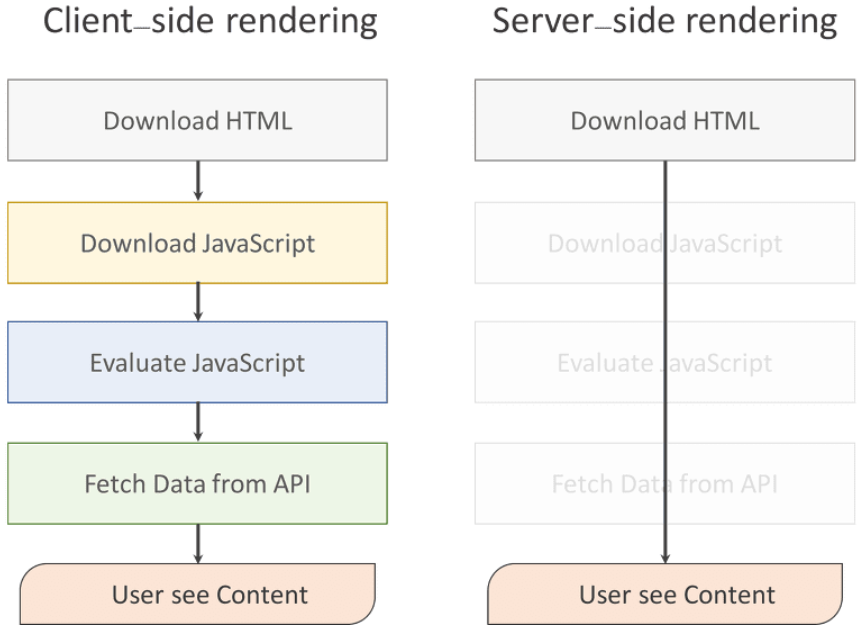 Client–side rendering
Download HTML
Download JavaScript
Evaluate JavaScript
Fetch Data from API
User see Content
Server–side rendering
Download HTML
Download JavaScript
Evaluate JavaScript
Fetch Data from API
User see Content